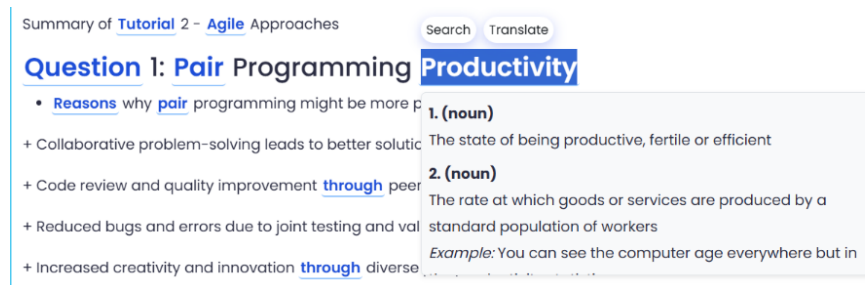 Summary of Tutorial 2 - Agile Approaches
Search Translate
Question 1: Pair Programming Productivity
• Reasons why pair programming might be more
+ Collaborative problem-solving leads to better
+ Code review and quality improvement through
+ Reduced bugs and errors due to joint testing and
+ Increased creativity and innovation through diverse
1. (noun)
The state of being productive, fertile or efficient
2. (noun)
The rate at which goods or services are produced by a
standard population of workers
Example: You can see the computer age everywhere but in